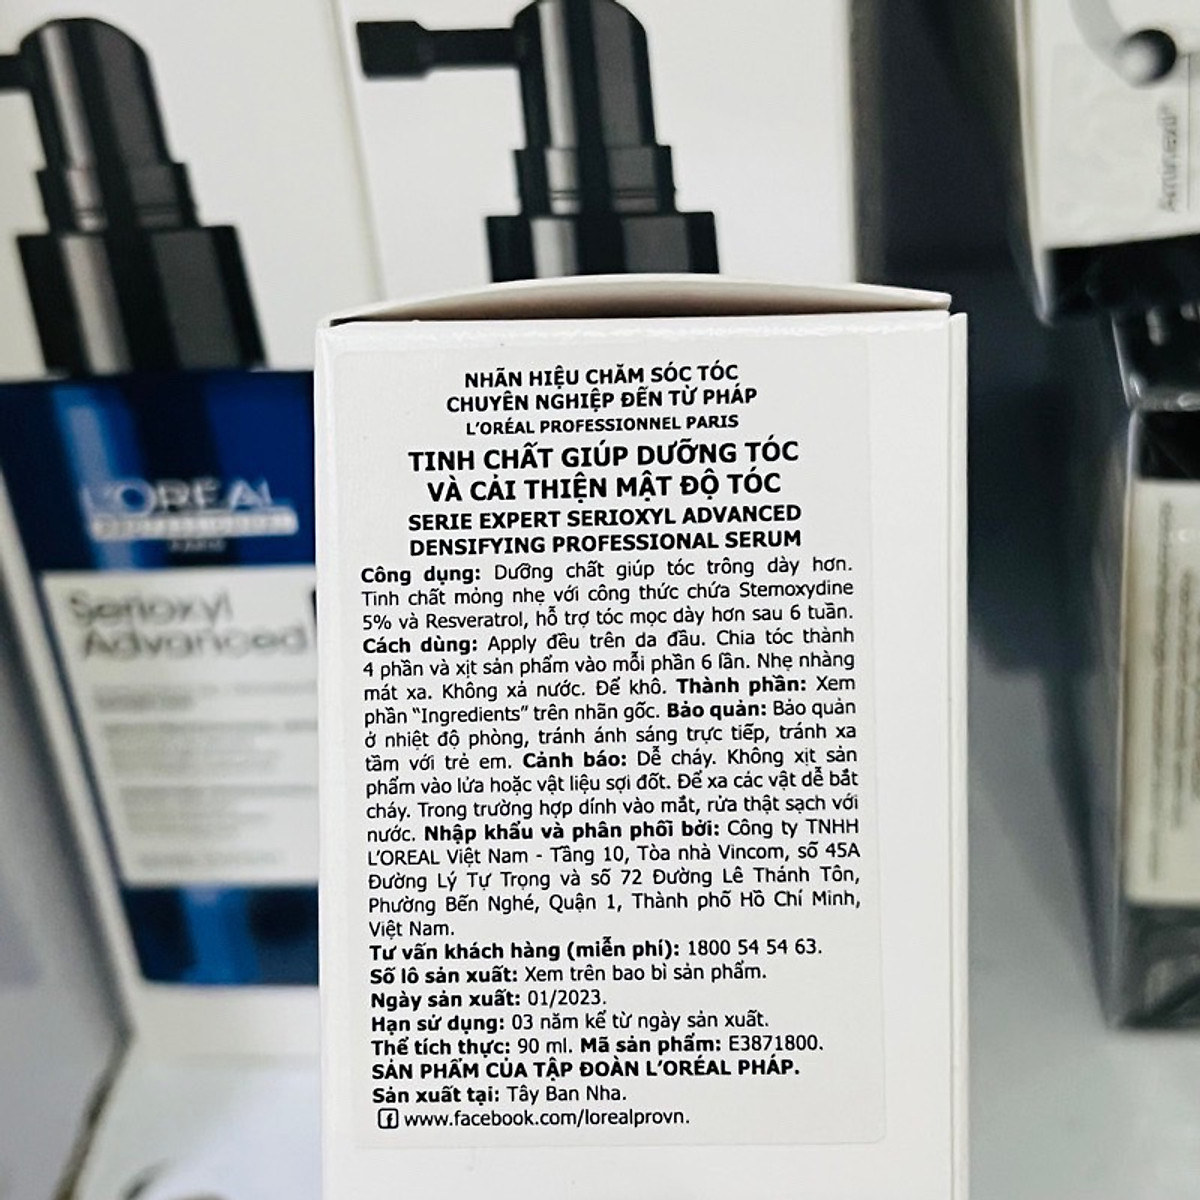 L'ORÉAL
PROFESSIONNEL
PARIS
Serioxyl
Advanced
Aminexil
NHÃN HIỆU CHĂM SÓC TÓC
CHUYÊN NGHIỆP ĐẾN TỪ PHÁP
L'ORÉAL PROFESSIONNEL PARIS
TINH CHẤT GIÚP DƯỠNG TÓC
VÀ CẢI THIỆN MẬT ĐỘ TÓC
SERIE EXPERT SERIOXYL ADVANCED
DENSIFYING PROFESSIONAL SERUM
Công dụng: Dưỡng chất giúp tóc trông dày hơn.
Tinh chất mỏng nhẹ với công thức chứa Stemoxydine
5% và Resveratrol, hỗ trợ tóc mọc dày hơn sau 6 tuần.
Cách dùng: Apply đều trên da đầu. Chia tóc thành
4 phần và xịt sản phẩm vào mỗi phần 6 lần. Nhẹ nhàng
mát xa. Không xả nước. Để khô. Thành phần: Xem
phần "Ingredients" trên nhãn gốc. Bảo quản: Bảo quản
ở nhiệt độ phòng, tránh ánh sáng trực tiếp, tránh xa
tầm với trẻ em. Cảnh báo: Dễ cháy. Không xịt sản
phẩm vào lửa hoặc vật liệu sợi đốt. Để xa các vật dễ bắt
cháy. Trong trường hợp dính vào mắt, rửa thật sạch với
nước. Nhập khẩu và phân phối bởi: Công ty TNHH
L'OREAL Việt Nam - Tầng 10, Tòa nhà Vincom, số 45A
Đường Lý Tự Trọng và số 72 Đường Lê Thánh Tôn,
Phường Bến Nghé, Quận 1, Thành phố Hồ Chí Minh,
Việt Nam.
Tư vấn khách hàng (miễn phí): 1800 54 54 63.
Số lô sản xuất: Xem trên bao bì sản phẩm.
Ngày sản xuất: 01/2023.
Hạn sử dụng: 03 năm kể từ ngày sản xuất.
Thể tích thực: 90 ml. Mã sản phẩm: E3871800.
SẢN PHẨM CỦA TẬP ĐOÀN L'ORÉAL PHÁP.
Sản xuất tại: Tây Ban Nha.
www.facebook.com/lorealprovn.